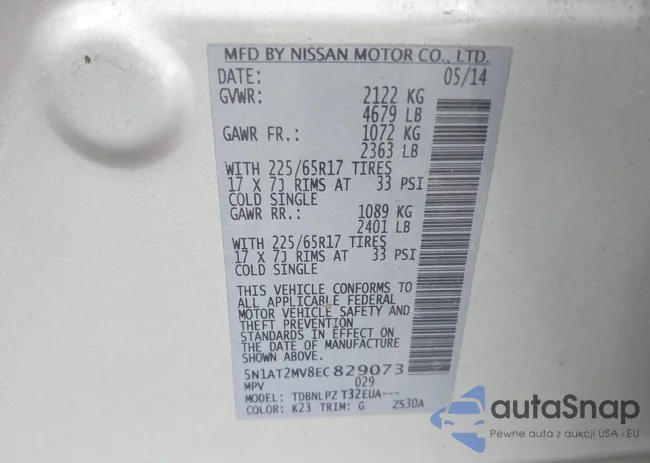 MFD BY NISSAN MOTOR CO., LTD.
DATE: 05/14
GVWR: 2122 KG
4679 LB
GAWR FR.: 1072 KG
2363 LB
WITH 225/65R17 TIRES
17 X 7J RIMS AT 33 PSI
COLD SINGLE
GAWR RR.: 1089 KG
2401 LB
WITH 225/65R17 TIRES
17 X 7J RIMS AT 33 PSI
COLD SINGLE
THIS VEHICLE CONFORMS TO
ALL APPLICABLE FEDERAL
MOTOR VEHICLE SAFETY AND
THEFT PREVENTION
STANDARDS IN EFFECT ON
THE DATE OF MANUFACTURE
SHOWN ABOVE.
5N1AT2MV8EC829073
MPV 029
MODEL: TDBNLPZ T32EUA---
COLOR: K23 TRIM: G ZS30A
autoSnap
Pewne auta z aukcji USA i EU